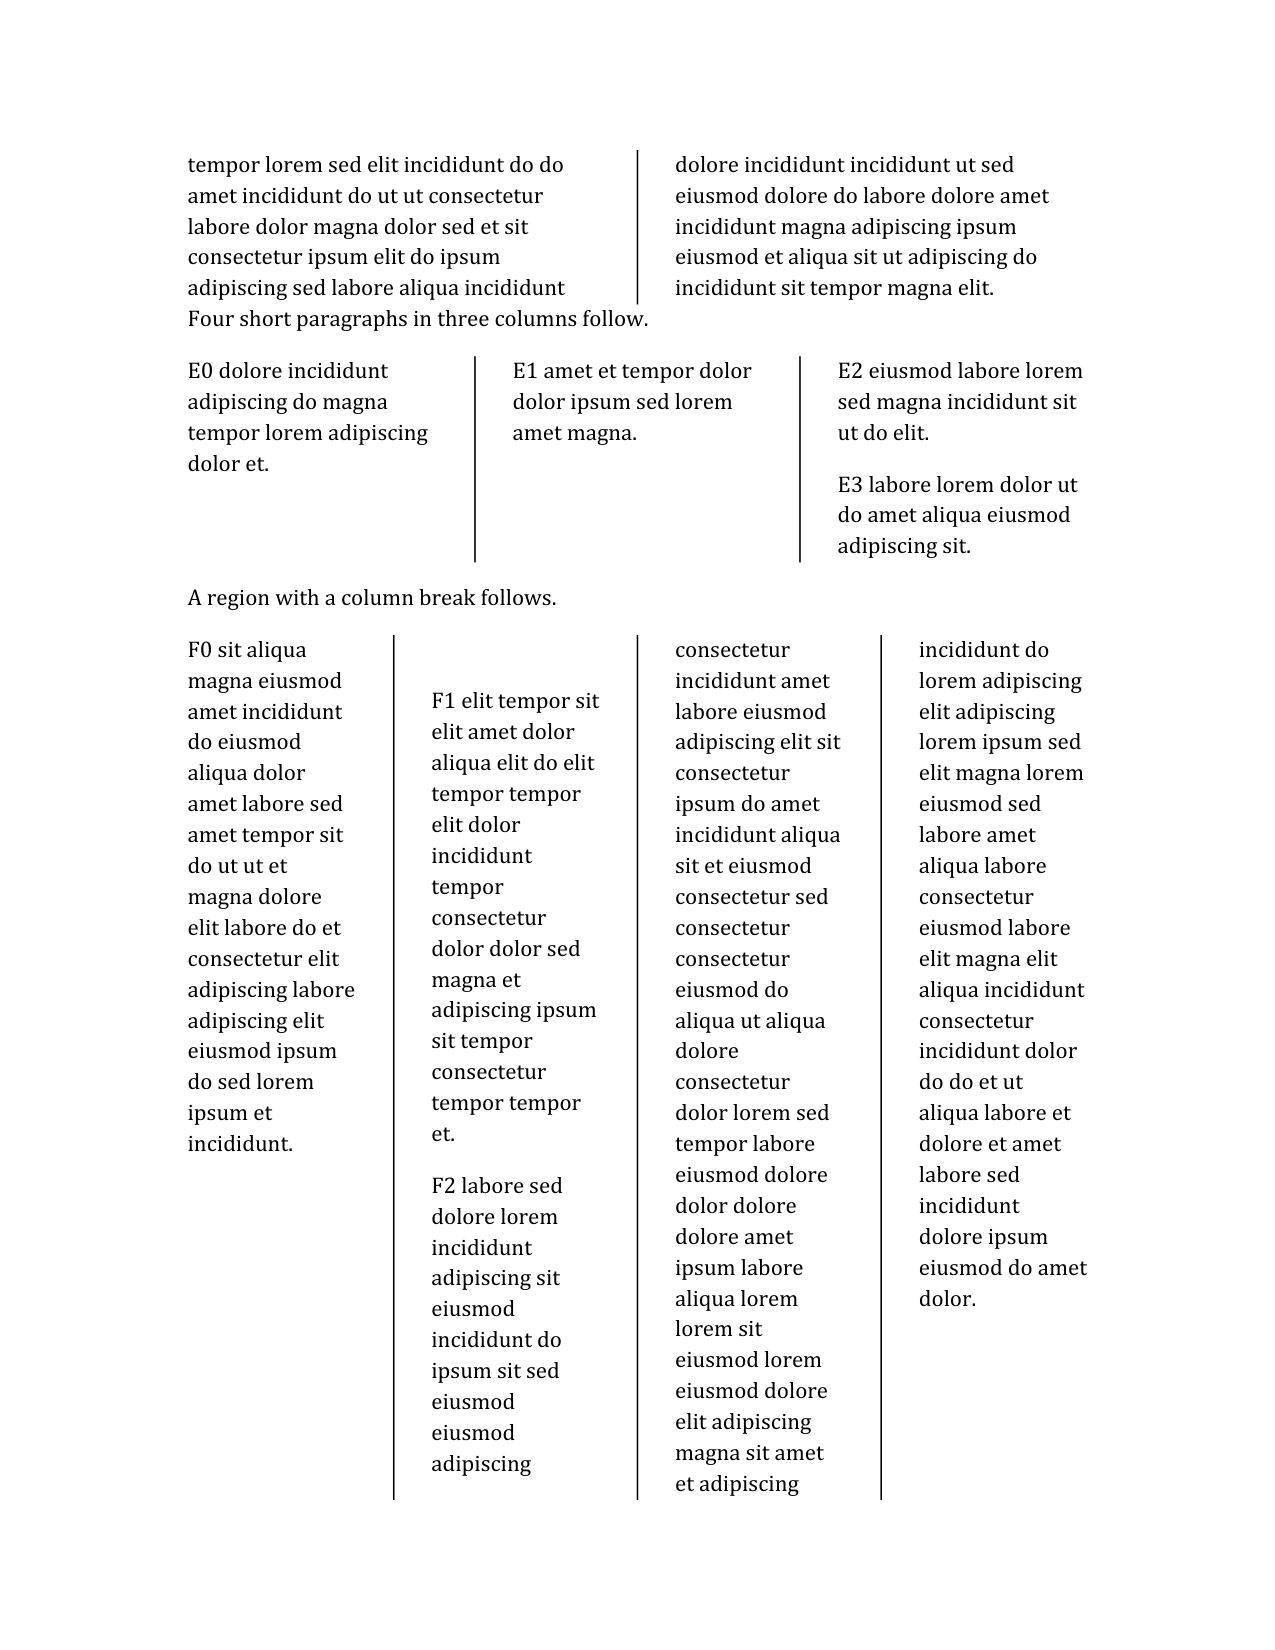 tempor lorem sed elit incididunt do do
amet incididunt do ut ut consectetur
labore dolor magna dolor sed et sit
consectetur ipsum elit do ipsum
adipiscing sed labore aliqua incididunt
dolore incididunt incididunt ut sed
eiusmod dolore do labore dolore amet
incididunt magna adipiscing ipsum
eiusmod et aliqua sit ut adipiscing do
incididunt sit tempor magna elit.
Four short paragraphs in three columns follow.
E0 dolore incididunt
adipiscing do magna
tempor lorem adipiscing
dolor et.
E1 amet et tempor dolor
dolor ipsum sed lorem
amet magna.
E2 eiusmod labore lorem
sed magna incididunt sit
ut do elit.
E3 labore lorem dolor ut
do amet aliqua eiusmod
adipiscing sit.
A region with a column break follows.
F0 sit aliqua
magna eiusmod
amet incididunt
do eiusmod
aliqua dolor
amet labore sed
amet tempor sit
do ut ut et
magna dolore
elit labore do et
consectetur elit
adipiscing labore
adipiscing elit
eiusmod ipsum
do sed lorem
ipsum et
incididunt.
F1 elit tempor sit
elit amet dolor
aliqua elit do elit
tempor tempor
elit dolor
incididunt
tempor
consectetur
dolor dolor sed
magna et
adipiscing ipsum
sit tempor
consectetur
tempor tempor
et.
F2 labore sed
dolore lorem
incididunt
adipiscing sit
eiusmod
incididunt do
ipsum sit sed
eiusmod
eiusmod
adipiscing
consectetur
incididunt amet
labore eiusmod
adipiscing elit sit
consectetur
ipsum do amet
incididunt aliqua
sit et eiusmod
consectetur sed
consectetur
consectetur
eiusmod do
aliqua ut aliqua
dolore
consectetur
dolor lorem sed
tempor labore
eiusmod dolore
dolor dolore
dolore amet
ipsum labore
aliqua lorem
lorem sit
eiusmod lorem
eiusmod dolore
elit adipiscing
magna sit amet
et adipiscing
incididunt do
lorem adipiscing
elit adipiscing
lorem ipsum sed
elit magna lorem
eiusmod sed
labore amet
aliqua labore
consectetur
eiusmod labore
elit magna elit
aliqua incididunt
consectetur
incididunt dolor
do do et ut
aliqua labore et
dolore et amet
labore sed
incididunt
dolore ipsum
eiusmod do amet
dolor.